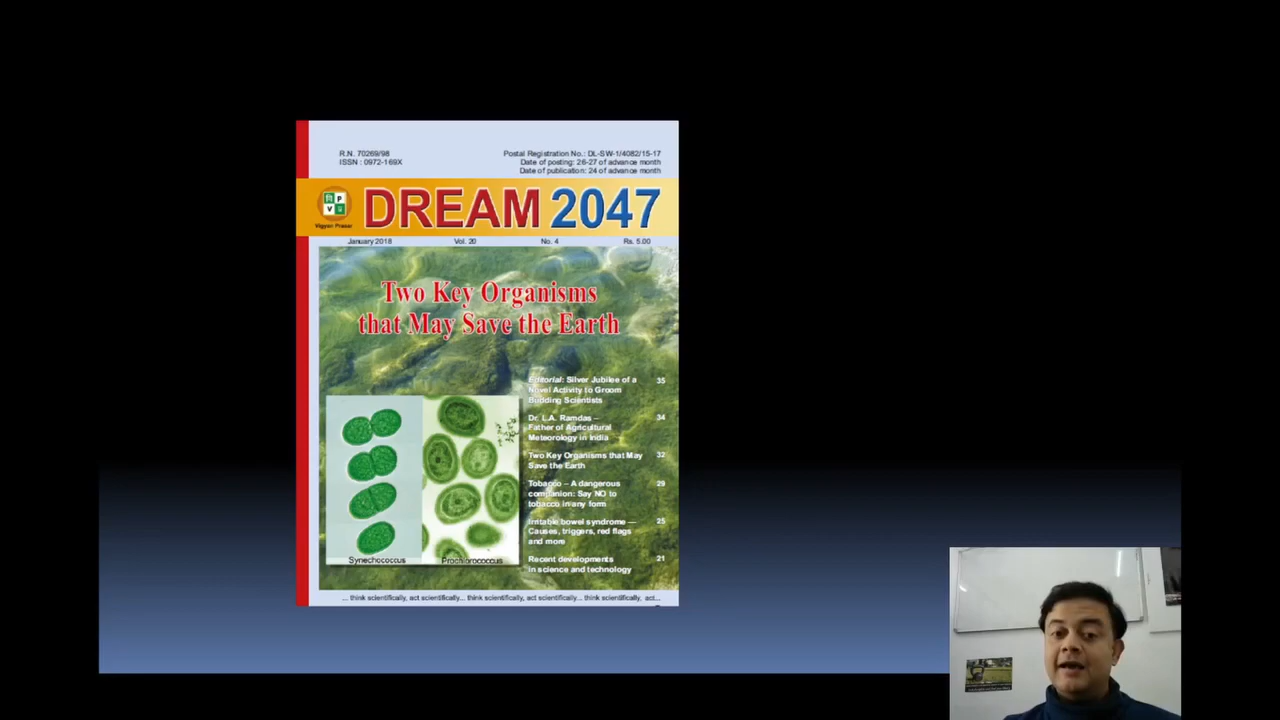 R.N. 70269/98
ISSN : 0972-169X
Postal Registration No.: DL-SW-1/4082/15-17
Date of posting: 26-27 of advance month
Date of publication: 24 of advance month
P
V
Vigyan Prasar
DREAM 2047
January 2018 Vol. 20 No. 4 Rs. 5.00
Two Key Organisms
that May Save the Earth
Editorial: Silver Jubilee of a 35
Novel Activity to Groom
Budding Scientists
Dr. L.A. Ramdas – 34
Father of Agricultural
Meteorology in India
Two Key Organisms that May 32
Save the Earth
Tobacco – A dangerous 29
companion: Say NO to
tobacco in any form
Irritable bowel syndrome — 25
Causes, triggers, red flags
and more
Recent developments 21
in science and technology
Synechococcus Prochlorococcus
... think scientifically, act scientifically... think scientifically, act scientifically... think scientifically, act...